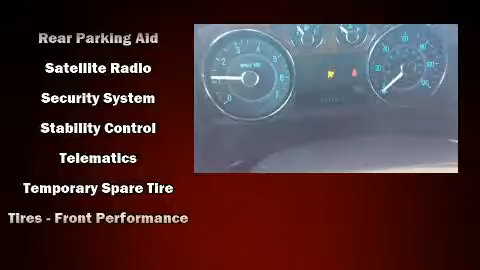 Rear Parking Aid
Satellite Radio
Security System
Stability Control
Telematics
Temporary Spare Tire
Tires - Front Performance